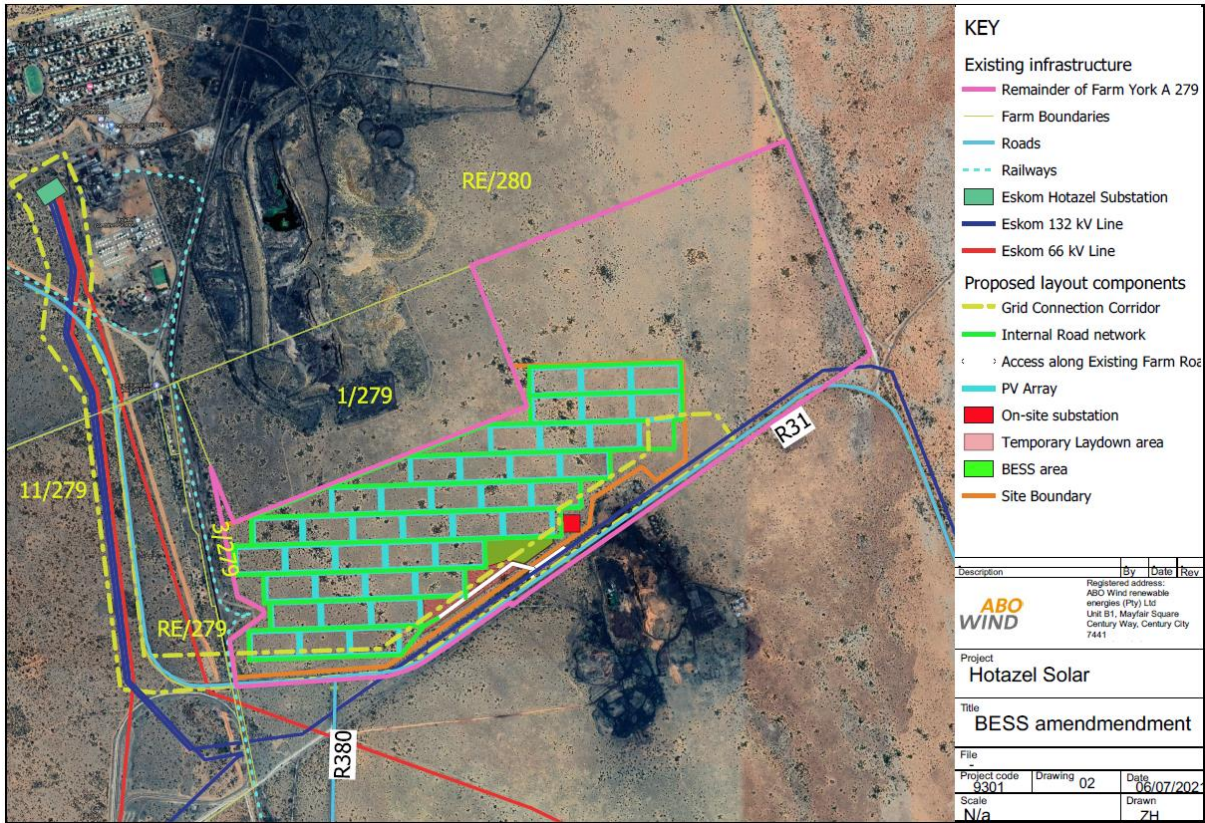 RE/280
1/279
11/279
3/279
RE/279
R31
R380
KEY
Existing infrastructure
Remainder of Farm York A 279
Farm Boundaries
Roads
Railways
Eskom Hotazel Substation
Eskom 132 kV Line
Eskom 66 kV Line
Proposed layout components
Grid Connection Corridor
Internal Road network
Access along Existing Farm Roa
PV Array
On-site substation
Temporary Laydown area
BESS area
Site Boundary
Description By Date Rev
ABO
WIND
Registered address:
ABO Wind renewable
energies (Pty) Ltd
Unit B1, Mayfair Square
Century Way, Century City
7441
Project
Hotazel Solar
Title
BESS amendmendment
File
-
Project code Drawing Date
9301 02 06/07/202
Scale Drawn
N/a ZH